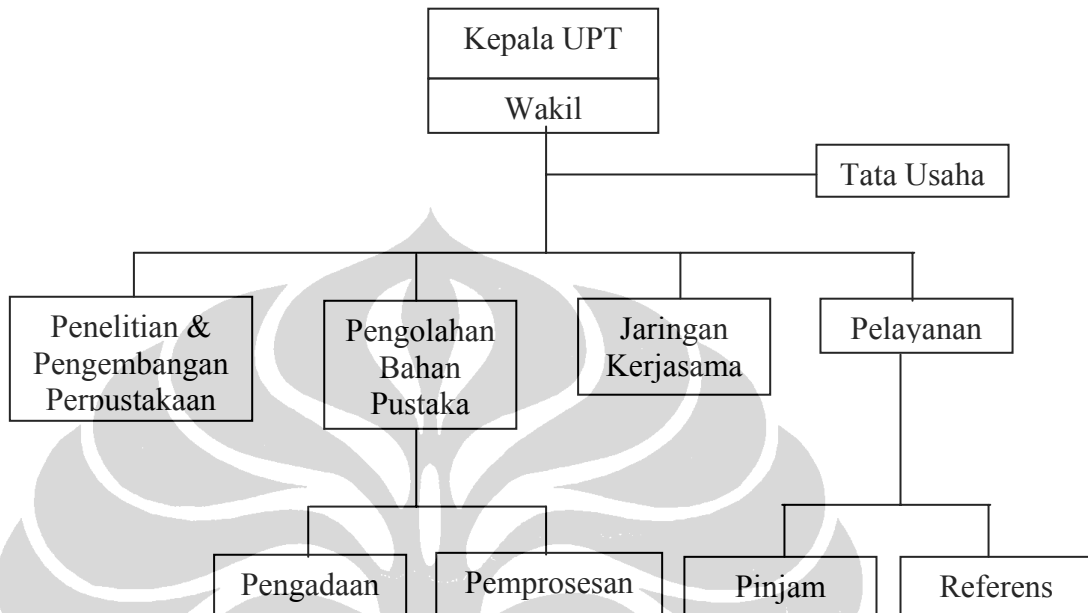 Kepala UPT
Wakil
Tata Usaha
Penelitian &
Pengembangan
Perpustakaan
Pengolahan
Bahan
Pustaka
Jaringan
Kerjasama
Pelayanan
Pengadaan
Pemprosesan
Pinjam
Referens